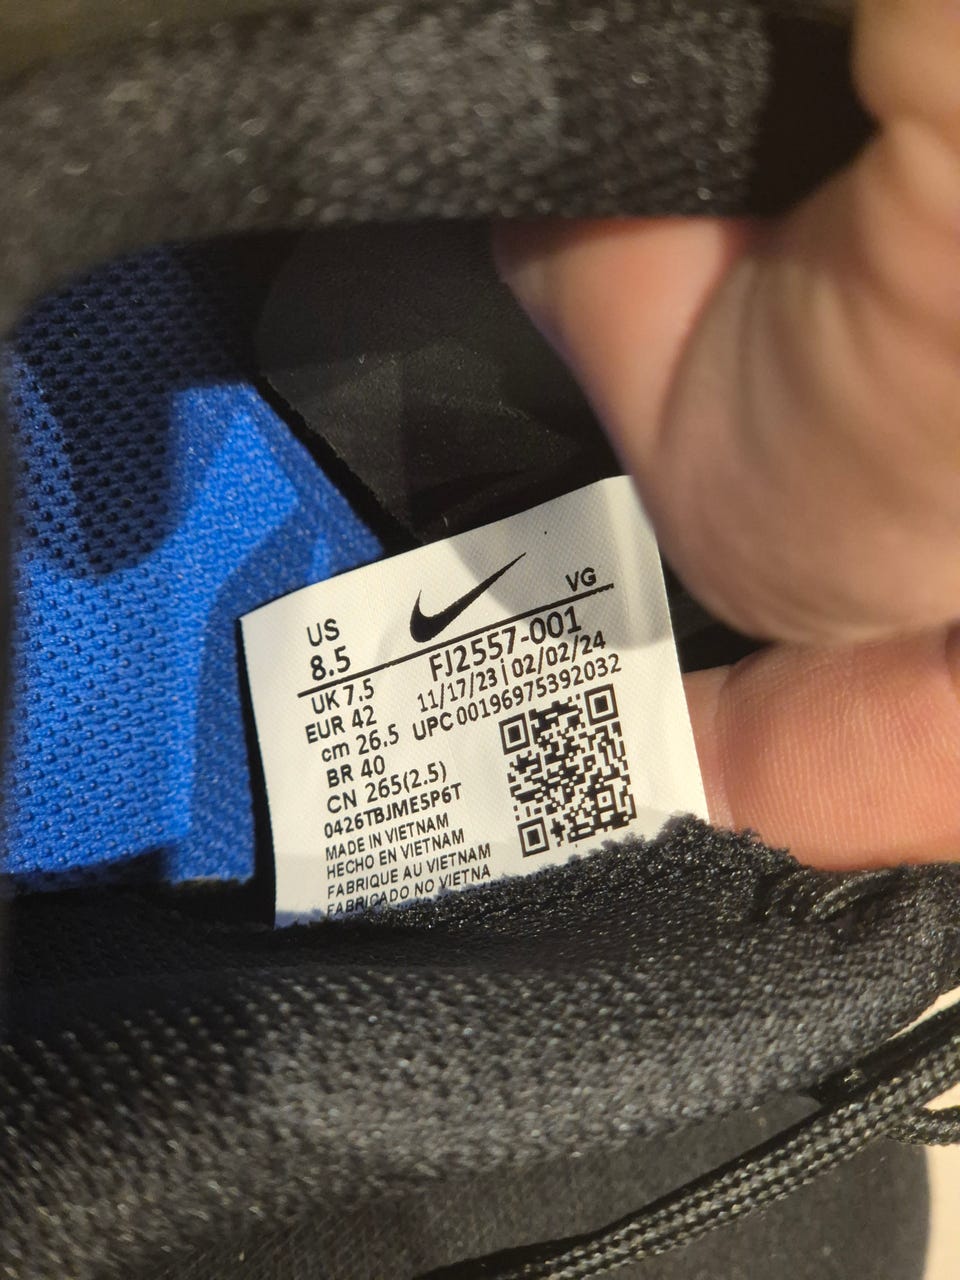 US
8.5
VG
UK 7.5
EUR 42
cm 26.5
BR 40
CN 265(2.5)
0426TBJME5P6T
MADE IN VIETNAM
HECHO EN VIETNAM
FABRIQUE AU VIETNAM
FABRICADO NO VIETNA
FJ2557-001
11/17/23|02/02/24
UPC 00196975392032